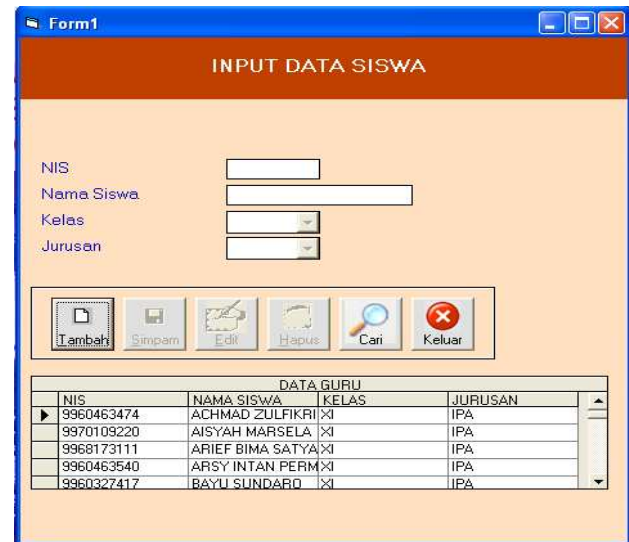 Form1
INPUT DATA SISWA
NIS
Nama Siswa
Kelas
Jurusan
Tambah Simpam Edit Hapus Cari Keluar
DATA GURU
NIS NAMA SISWA KELAS JURUSAN
9960463474 ACHMAD ZULFIKRI XI IPA
9970109220 AISYAH MARSELA XI IPA
9968173111 ARIEF BIMA SATYA XI IPA
9960463540 ARSY INTAN PERM XI IPA
9960327417 BAYU SUNDARO XI IPA